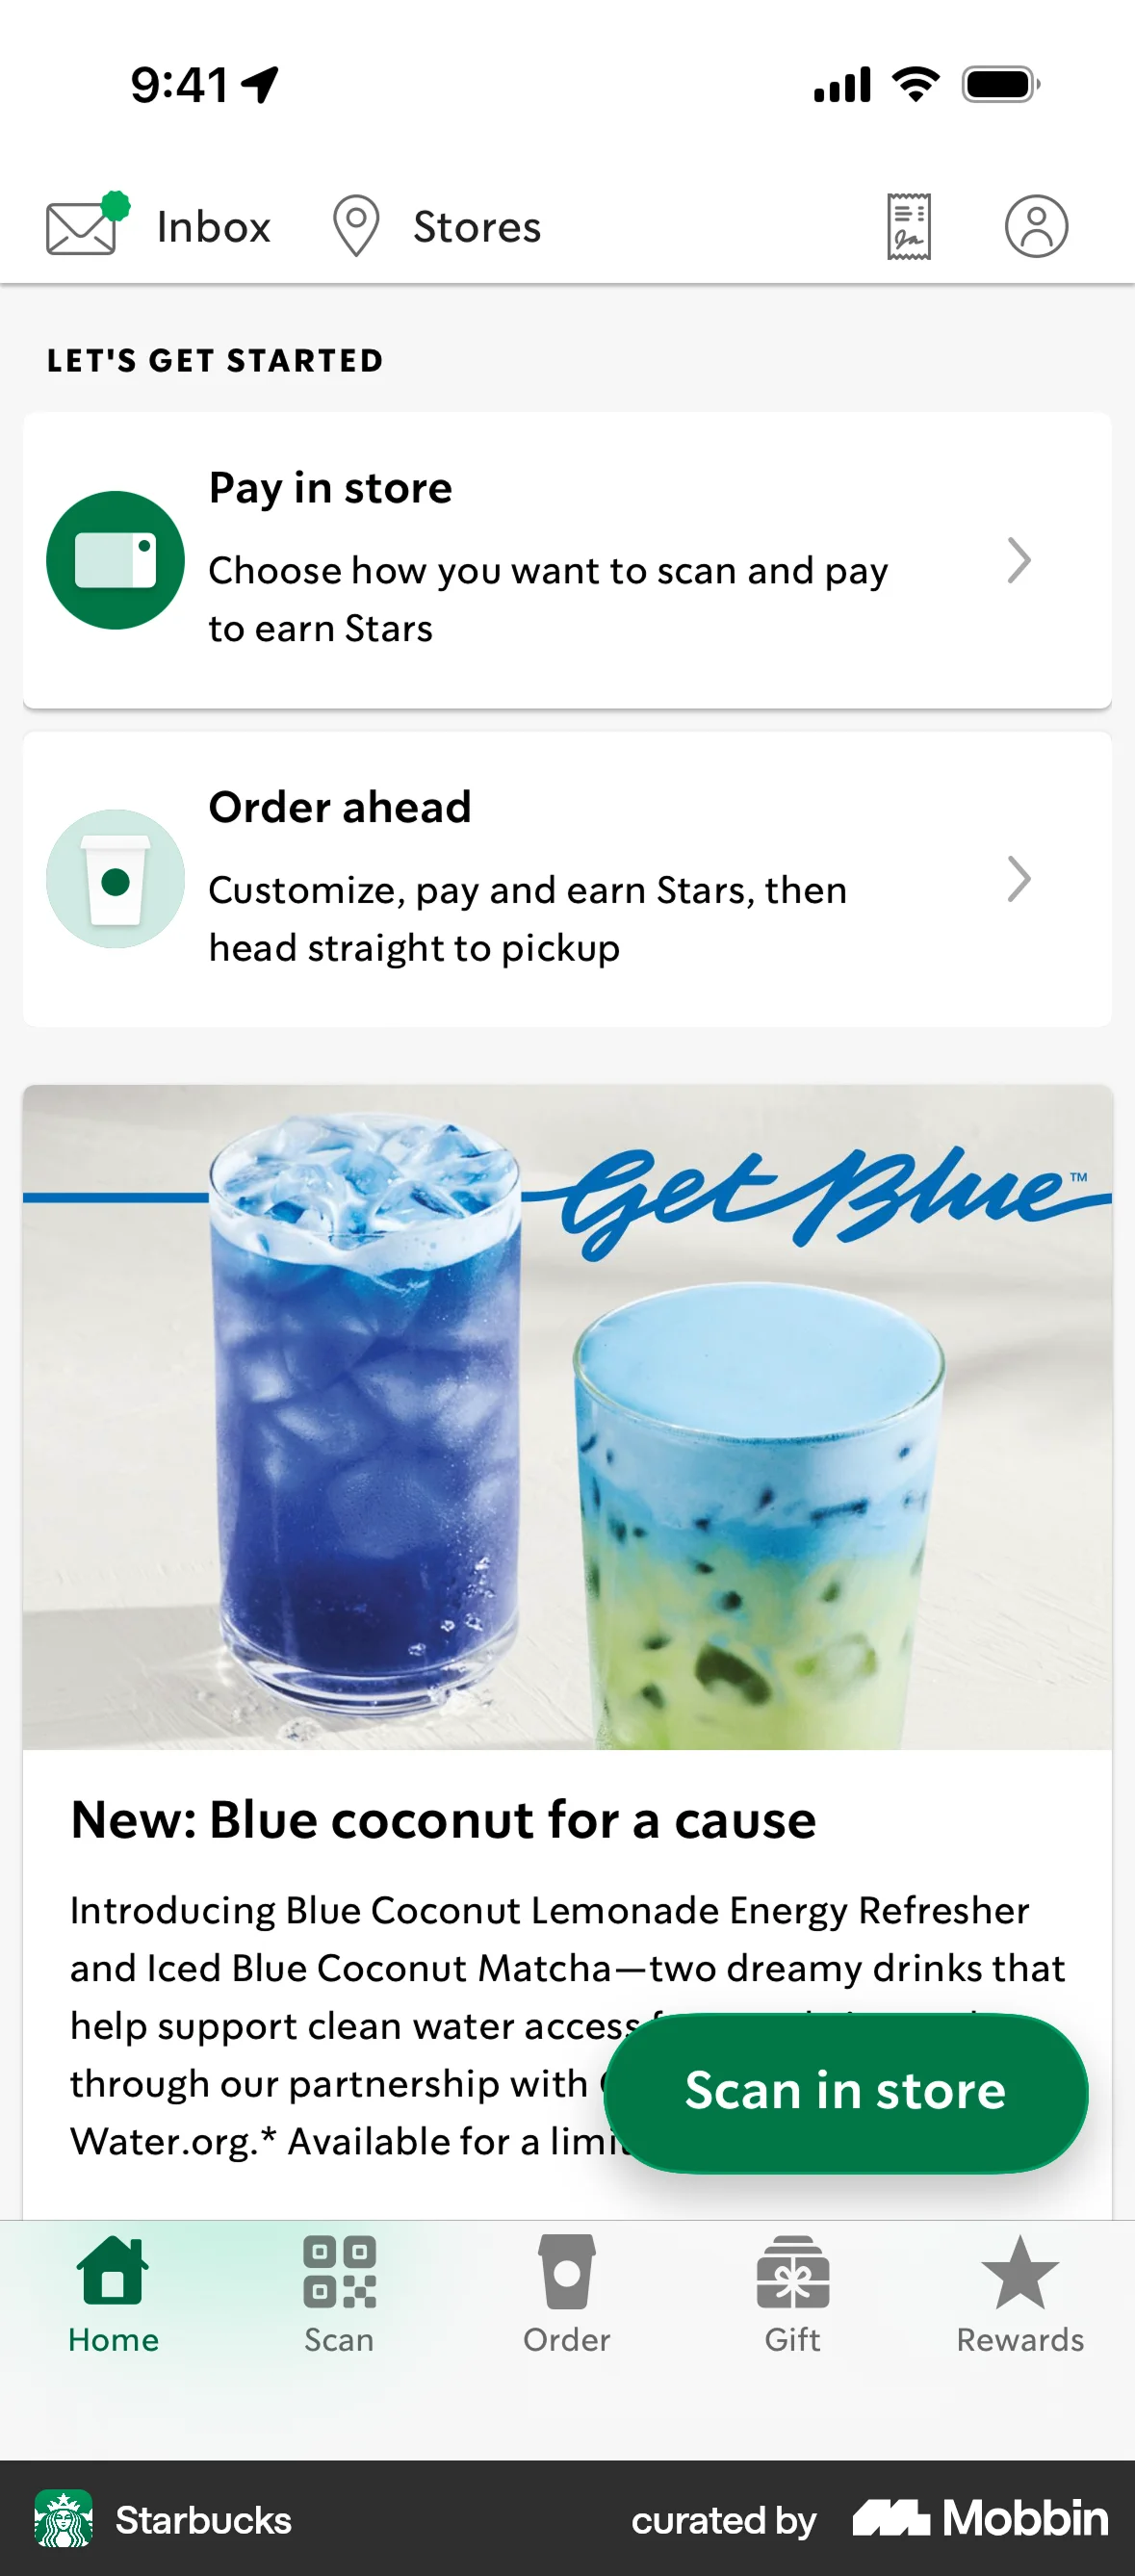 9:41
Inbox
Stores
LET'S GET STARTED
Pay in store
Choose how you want to scan and pay
to earn Stars
Order ahead
Customize, pay and earn Stars, then
head straight to pickup
Get Blue™
New: Blue coconut for a cause
Introducing Blue Coconut Lemonade Energy Refresher
and Iced Blue Coconut Matcha—two dreamy drinks that
help support clean water access
through our partnership with
Water.org.* Available for a
Scan in store
Home
Scan
Order
Gift
Rewards
Starbucks
curated by
Mobbin